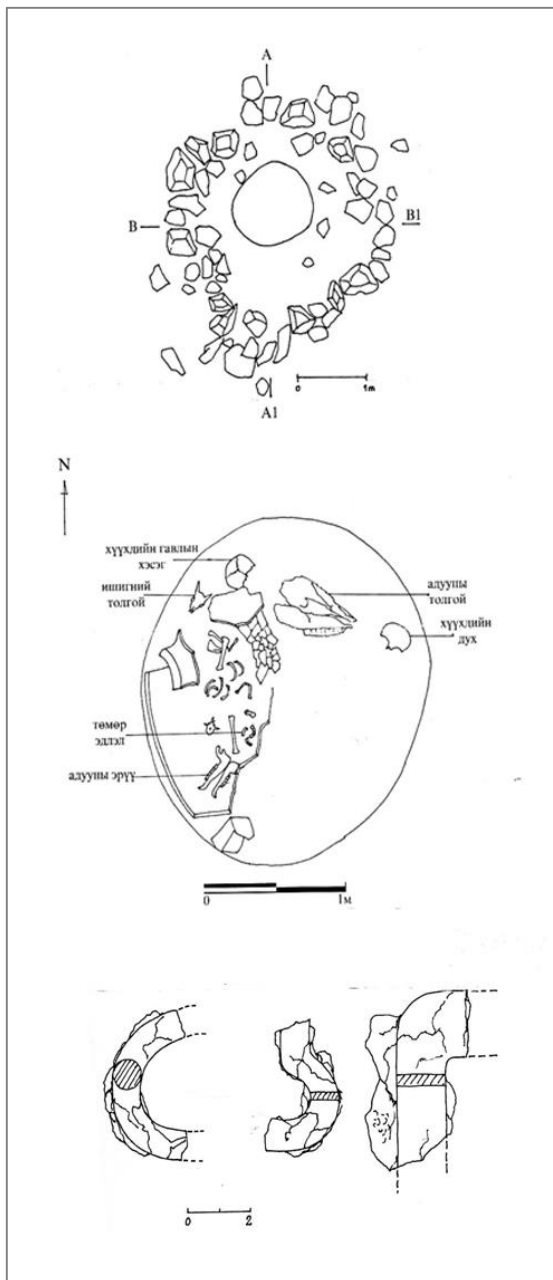 A
B
B1
0 1m
A1
N
хүүхдийн гавлын
хэсэг
ишигний
толгой
адууны
толгой
хүүхдийн
дух
төмөр
эдлэл
адууны эрүү
0 1м
0 2